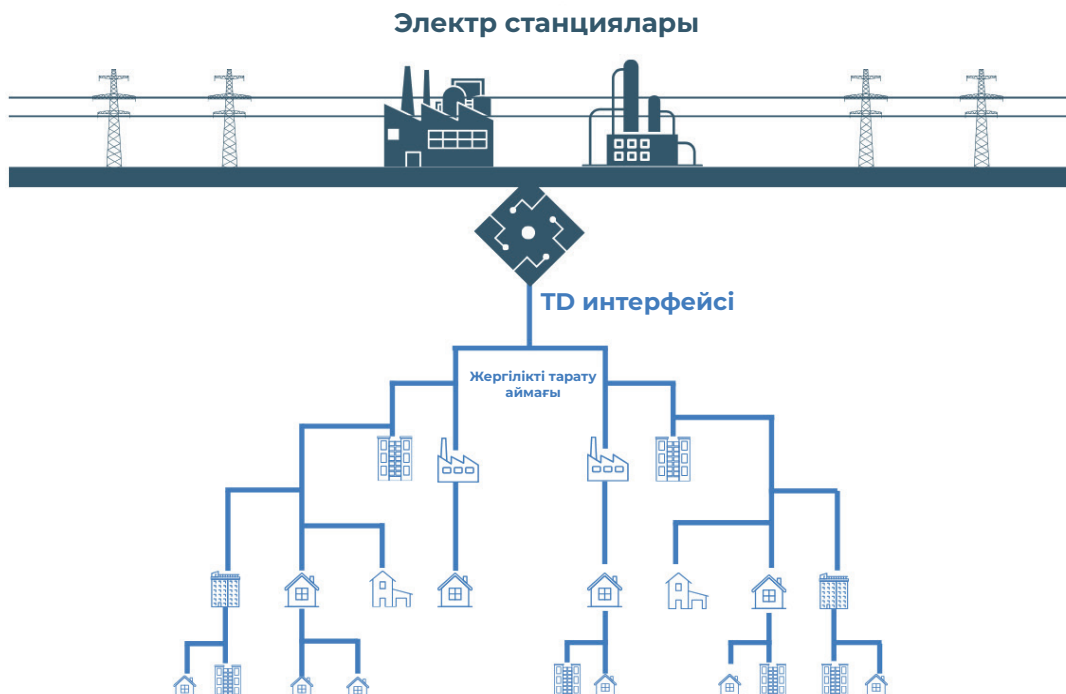 Электр станциялары
TD интерфейсі
Жергілікті тарату
аймағы